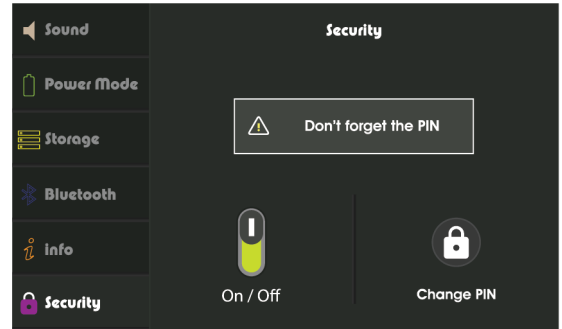 Sound
Power Mode
Storage
Bluetooth
info
Security
Security
Don't forget the PIN
On / Off
Change PIN